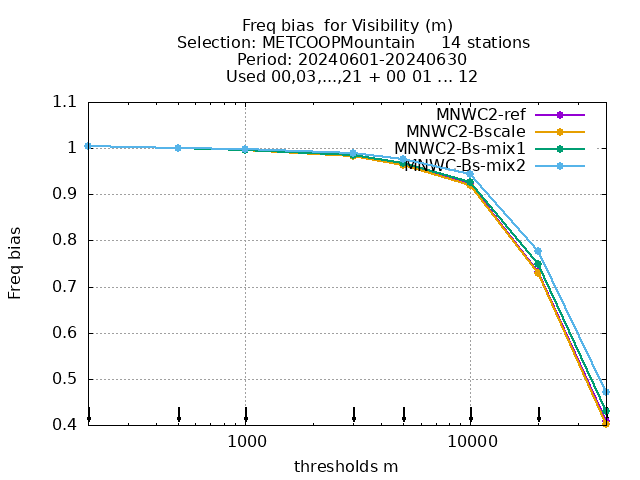 Freq bias  for Visibility (m)
Selection: METCOOPMountain     14 stations
Period: 20240601-20240630
Used 00,03,...,21 + 00 01 ... 12
MNWC2-ref
MNWC2-Bscale
MNWC2-Bs-mix1
MNWC-Bs-mix2
1.1
1
0.9
0.8
0.7
0.6
0.5
0.4
Freq bias
1000
10000
thresholds m